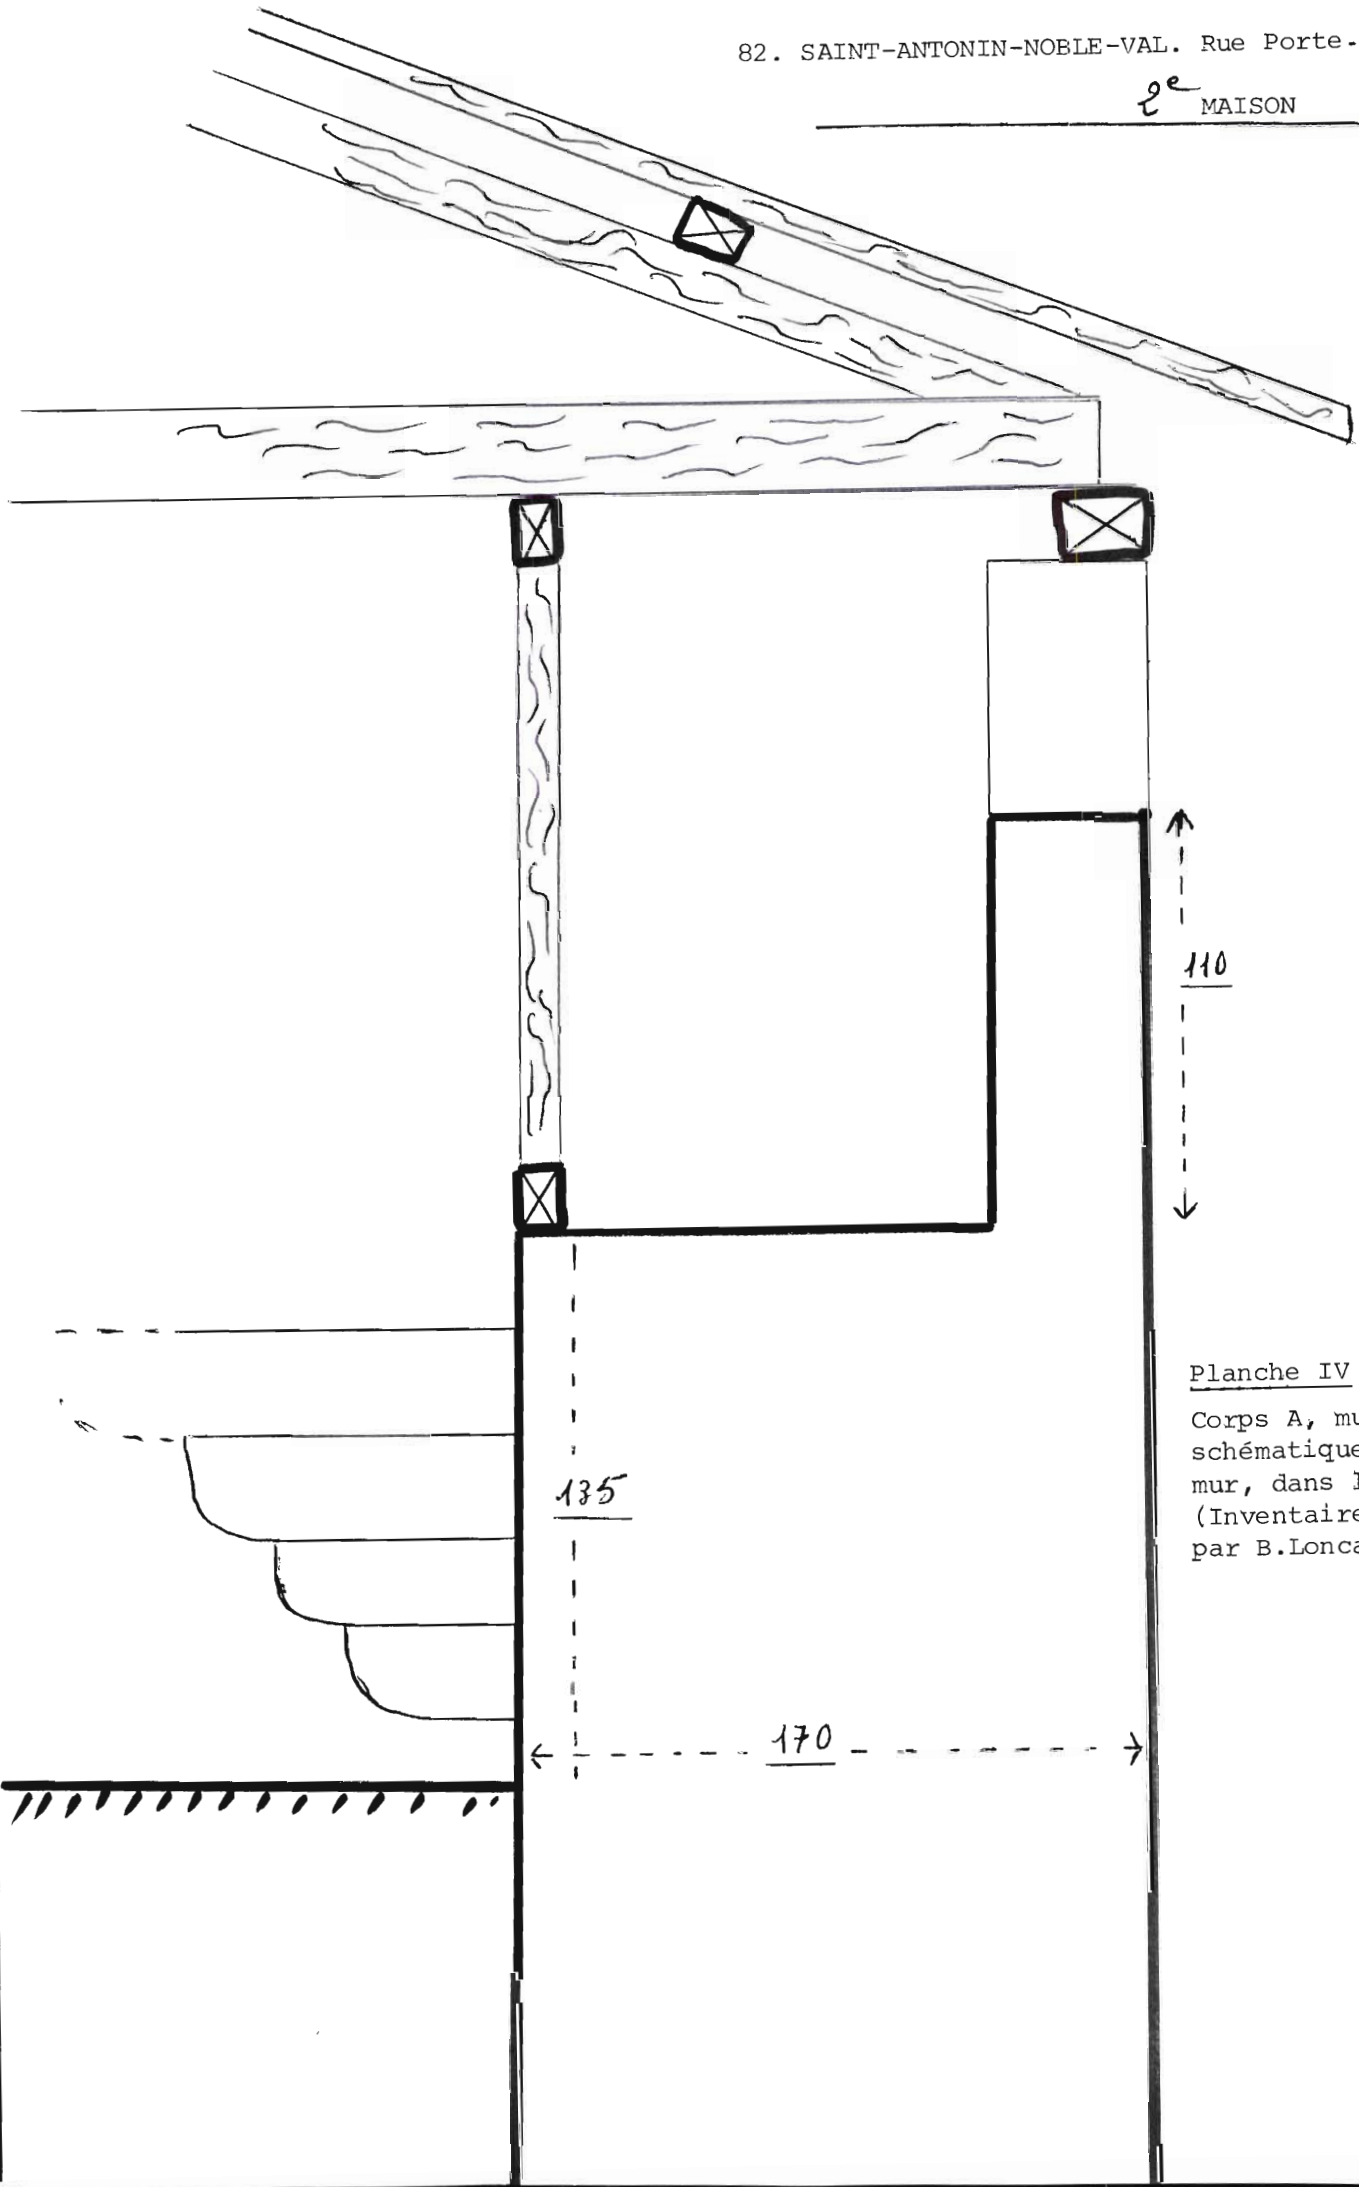 82. SAINT-ANTONIN-NOBLE-VAL. Rue Porte-
2e MAISON
110
Planche IV
Corps A, mu
schématique
mur, dans
(Inventaire
par B.Lonca
135
170